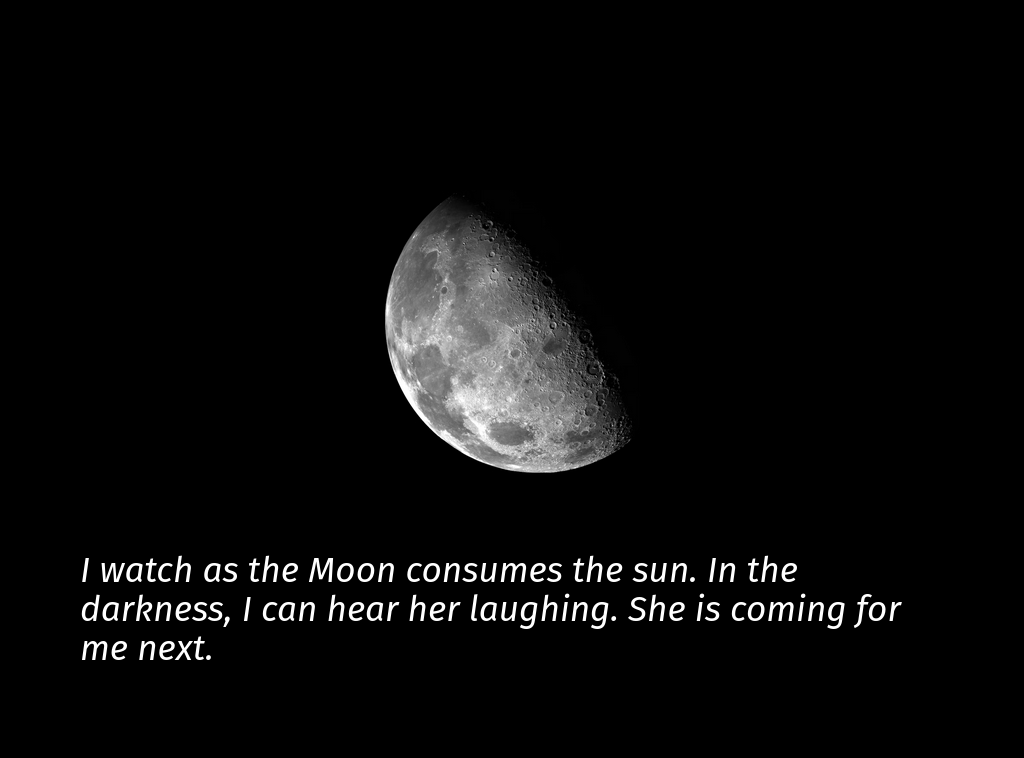 I watch as the Moon consumes the sun. In the
darkness, I can hear her laughing. She is coming for
me next.